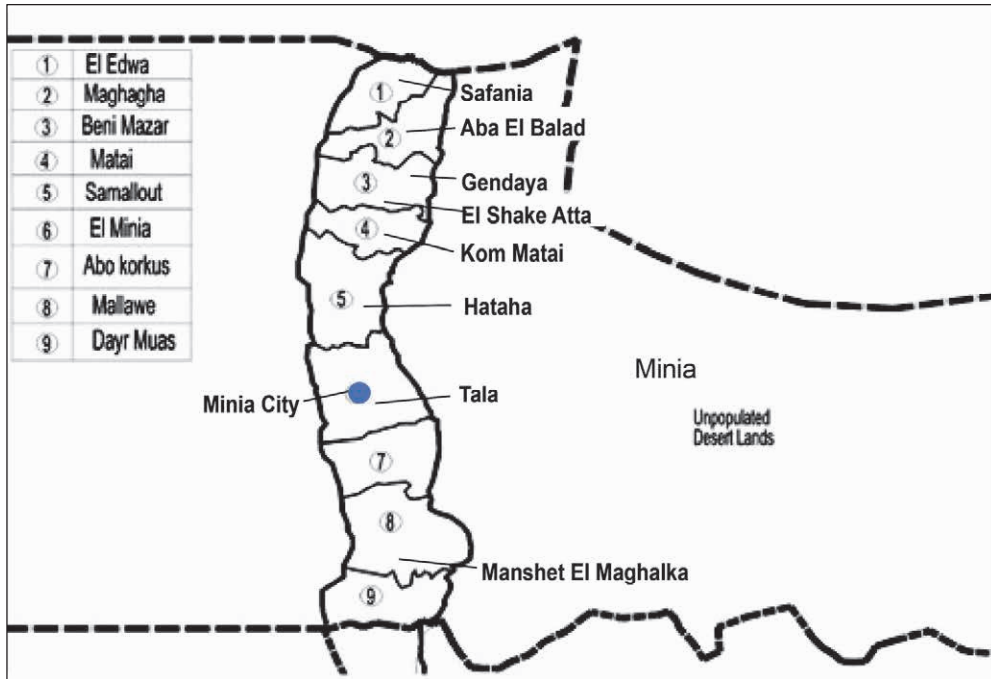 ① El Edwa
② Maghagha
③ Beni Mazar
④ Matai
⑤ Samallout
⑥ El Minia
⑦ Abo korkus
⑧ Mallawe
⑨ Dayr Muas
① Safania
② Aba El Balad
③ Gendaya
El Shake Atta
④ Kom Matai
⑤ Hataha
Minia City
Tala
Minia
Unpopulated
Desert Lands
⑦
⑧
Manshet El Maghalka
⑨